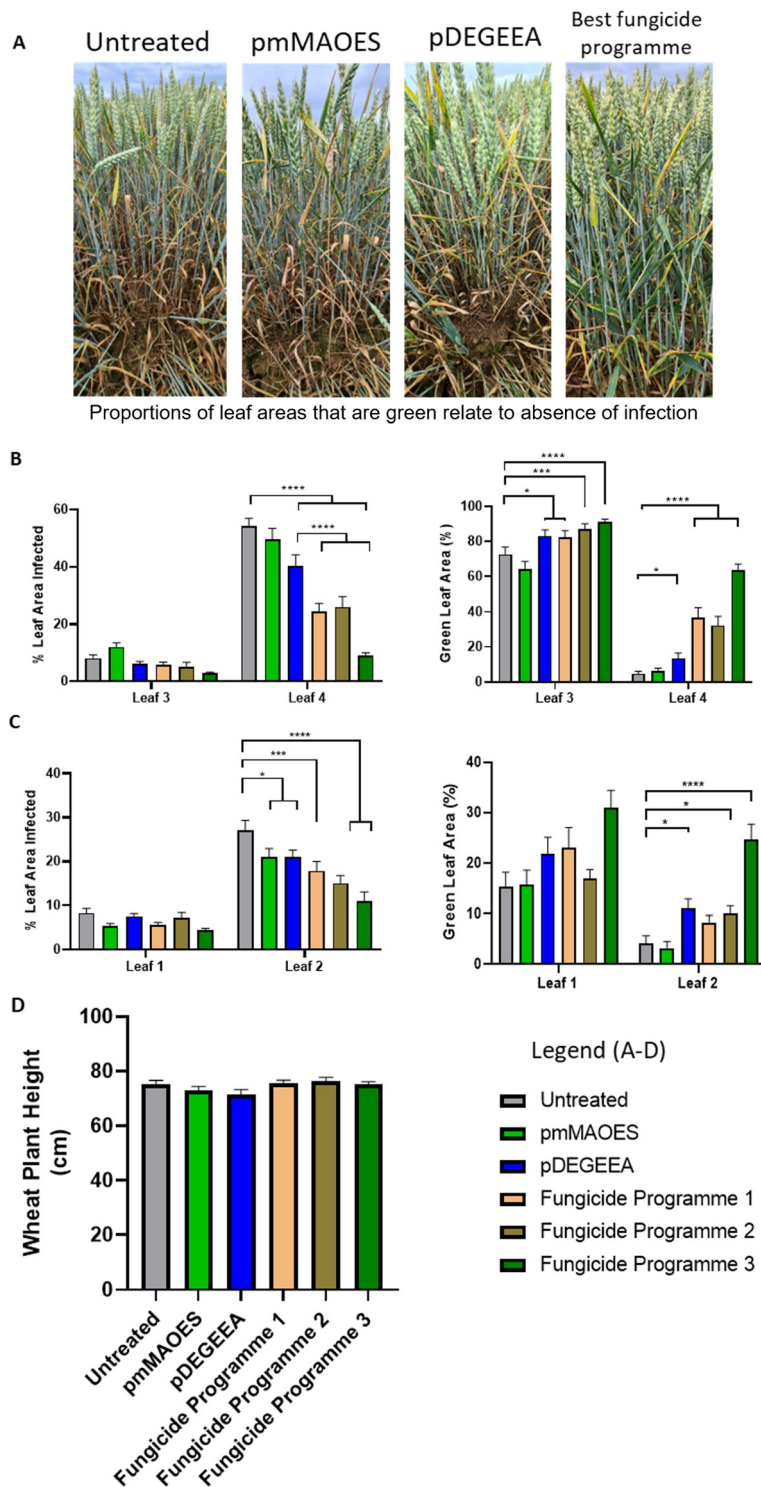 A
Untreated
pmMAOES
pDEGEEA
Best fungicide
programme
Proportions of leaf areas that are green relate to absence of infection
B
% Leaf Area Infected
60
40
20
0
****
****
Leaf 3
Leaf 4
Green Leaf Area (%)
100
80
60
40
20
0
****
***
*
****
*
Leaf 3
Leaf 4
C
% Leaf Area Infected
40
30
20
10
0
****
***
*
Leaf 1
Leaf 2
Green Leaf Area (%)
40
30
20
10
0
****
*
*
Leaf 1
Leaf 2
D
Wheat Plant Height
(cm)
100
80
60
40
20
0
Untreated
pmMAOES
pDEGEEA
Fungicide Programme 1
Fungicide Programme 2
Fungicide Programme 3
Legend (A-D)
Untreated
pmMAOES
pDEGEEA
Fungicide Programme 1
Fungicide Programme 2
Fungicide Programme 3